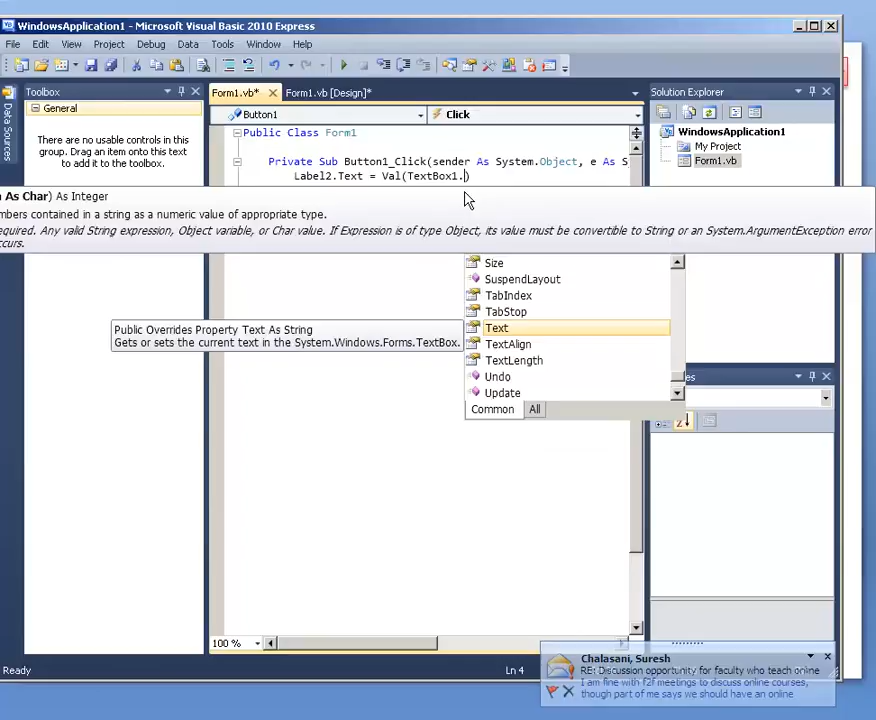 WindowsApplication1 - Microsoft Visual Basic 2010 Express
File Edit View Project Debug Data Tools Window Help
Toolbox
Form1.vb*
Form1.vb [Design]*
Solution Explorer
Data Sources
General
There are no usable controls in this
group. Drag an item onto this text
to add it to the toolbox.
Button1
Click
Public Class Form1
Private Sub Button1_Click(sender As System.Object, e As S
Label2.Text = Val(TextBox1.)
WindowsApplication1
My Project
Form1.vb
As Char) As Integer
mbers contained in a string as a numeric value of appropriate type.
equired. Any valid String expression, Object variable, or Char value. If Expression is of type Object, its value must be convertible to String or an System.ArgumentException error
ccurs.
Size
SuspendLayout
TabIndex
TabStop
Text
TextAlign
TextLength
Undo
Update
Common All
Public Overrides Property Text As String
Gets or sets the current text in the System.Windows.Forms.TextBox.
100 %
Ready
Ln 4
Chalasani, Suresh
RE: Discussion opportunity for faculty who teach online
I am fine with f2f meetings to discuss online courses,
though part of me says we should have an online